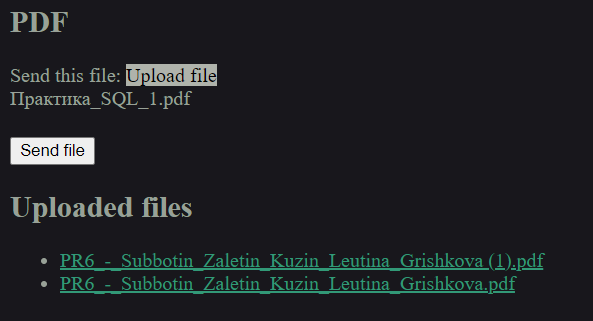 PDF
Send this file: Upload file
Практика_SQL_1.pdf
Send file
Uploaded files
PR6_-_Subbotin_Zaletin_Kuzin_Leutina_Grishkova (1).pdf
PR6_-_Subbotin_Zaletin_Kuzin_Leutina_Grishkova.pdf